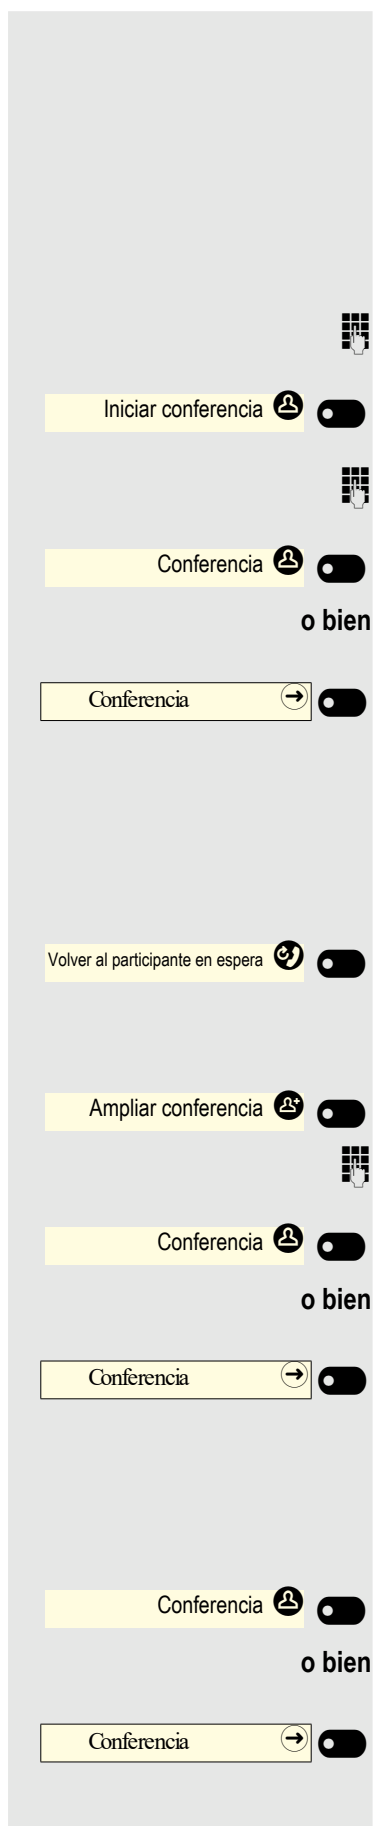 Iniciar conferencia
Conferencia
o bien
Conferencia
Volver al participante en espera
Ampliar conferencia
Conferencia
o bien
Conferencia
Conferencia
o bien
Conferencia